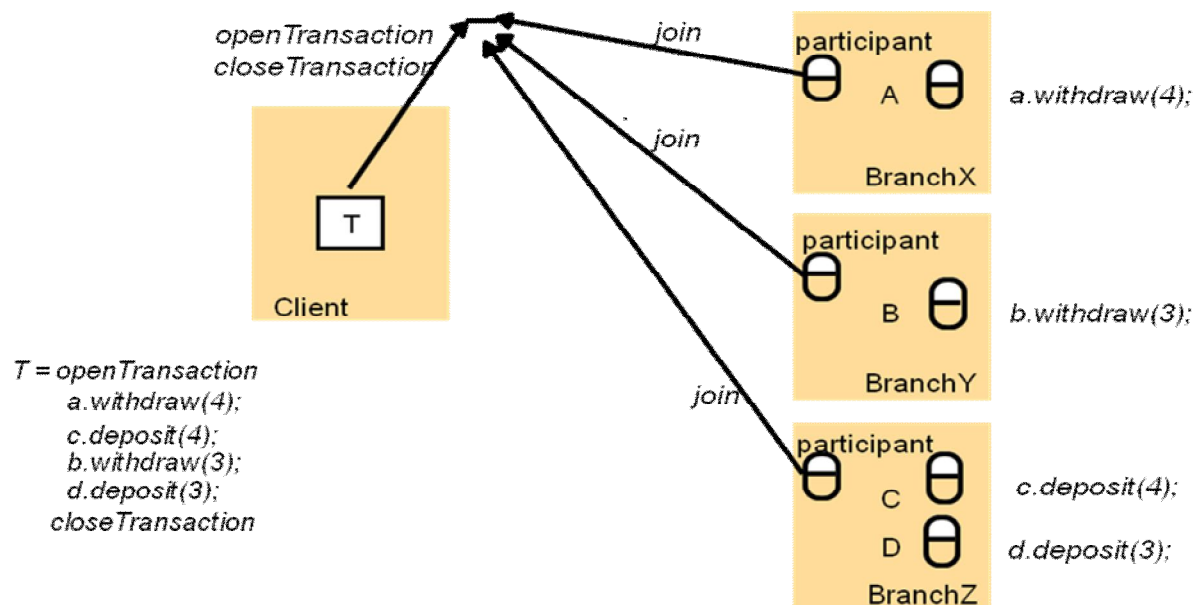 openTransaction
closeTransaction
join
participant
A
a.withdraw(4);
BranchX
join
T
Client
participant
B
b.withdraw(3);
BranchY
T = openTransaction
a.withdraw(4);
c.deposit(4);
b.withdraw(3);
d.deposit(3);
closeTransaction
join
participant
C
c.deposit(4);
D
d.deposit(3);
BranchZ